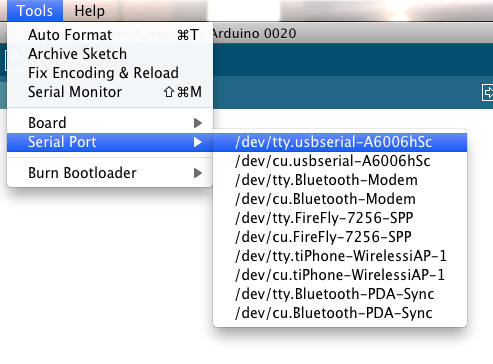 Tools Help
Arduino 0020
Auto Format ⌘T
Archive Sketch
Fix Encoding & Reload
Serial Monitor ⇧⌘M
Board
Serial Port
Burn Bootloader
/dev/tty.usbserial-A6006hSc
/dev/cu.usbserial-A6006hSc
/dev/tty.Bluetooth-Modem
/dev/cu.Bluetooth-Modem
/dev/tty.FireFly-7256-SPP
/dev/cu.FireFly-7256-SPP
/dev/tty.tiPhone-WirelessiAP-1
/dev/cu.tiPhone-WirelessiAP-1
/dev/tty.Bluetooth-PDA-Sync
/dev/cu.Bluetooth-PDA-Sync